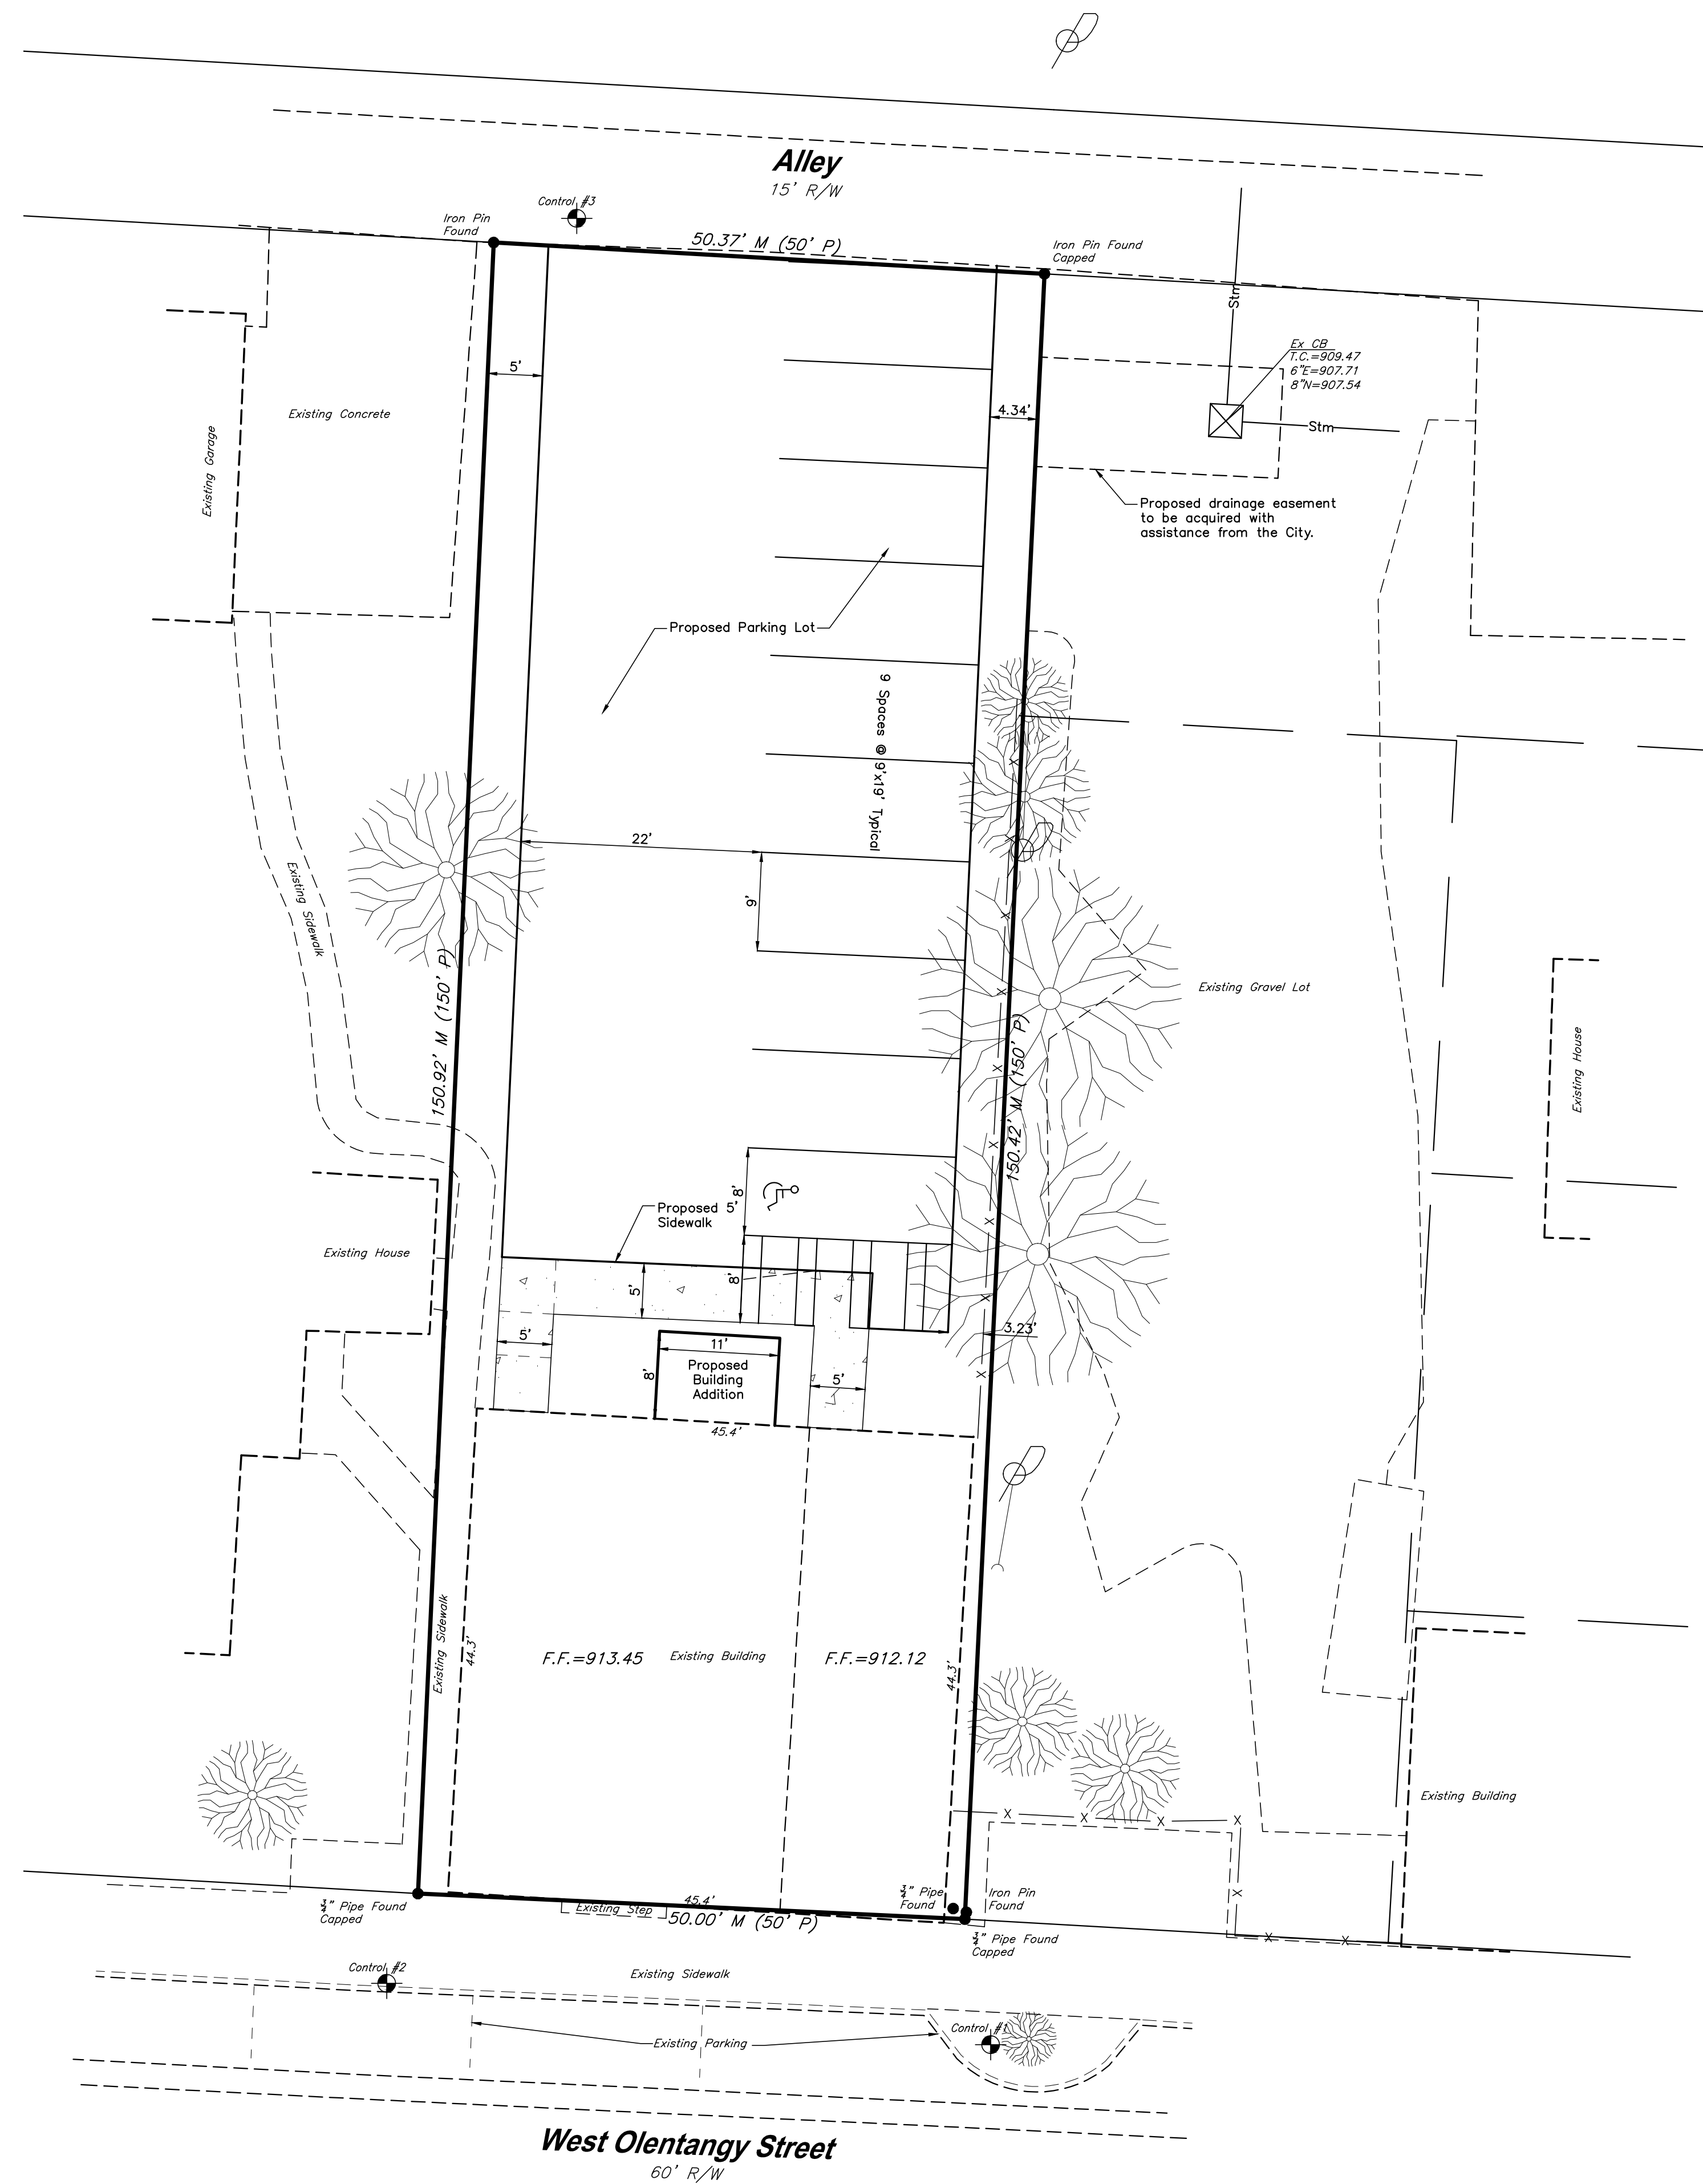 Alley
15' R/W
Control #3
Iron Pin
Found
50.37' M (50' P)
Iron Pin Found
Capped
Stm
Ex CB
T.C.=909.47
6"E=907.71
8"N=907.54
5'
4.34'
Existing Concrete
Existing Garage
Stm
Proposed drainage easement
to be acquired with
assistance from the City.
Proposed Parking Lot
9 Spaces @ 9'x19' Typical
22'
9'
Existing Sidewalk
150.92' M (150' P)
Existing Gravel Lot
150.42' M (150' P)
Existing House
8'
Proposed 5'
Sidewalk
Existing House
8'
5'
5'
3.23'
11'
Proposed
Building
Addition
8'
5'
45.4'
X
X
X
X
X
X
X
X
X
Existing Sidewalk
44.3'
F.F.=913.45
Existing Building
F.F.=912.12
44.3'
Existing Building
X
X
X
X
X
X
X
3/4" Pipe Found
Capped
45.4'
Existing Step
50.00' M (50' P)
3/4" Pipe
Found
Iron Pin
Found
3/4" Pipe Found
Capped
Control #2
Existing Sidewalk
Control #1
Existing Parking
West Olentangy Street
60' R/W